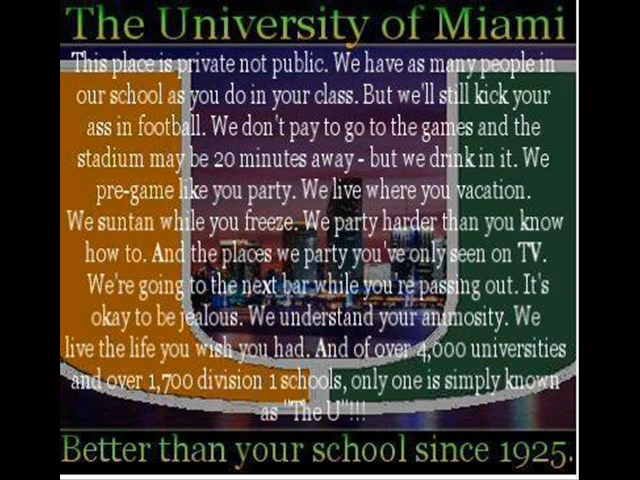 The University of Miami
This place is private not public. We have as many people in
our school as you do in your class. But we'll still kick your
ass in football. We don't pay to go to the games and the
stadium may be 20 minutes away - but we drink in it. We
pre-game like you party. We live where you vacation.
We suntan while you freeze. We party harder than you know
how to. And the places we party you've only seen on TV.
We're going to the next bar while you're passing out. It's
okay to be jealous. We understand your animosity. We
live the life you wish you had. And of over 4,000 universities
and over 1,700 division 1 schools, only one is simply known
as "The U"!!!
Better than your school since 1925.